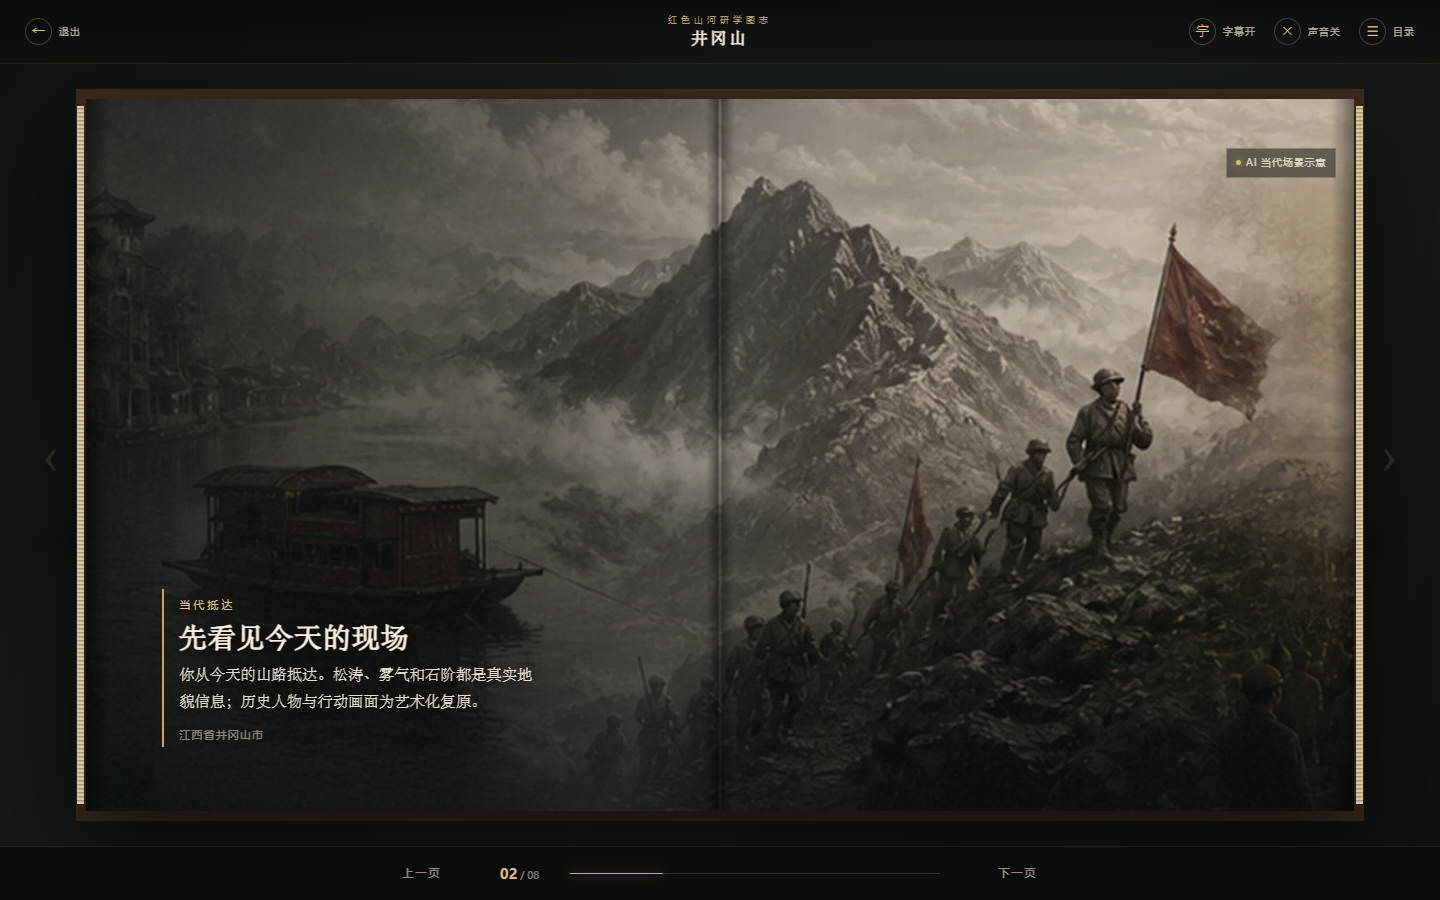 ← 退出
红色山河研学图志
井冈山
字 字幕开
× 声音关
☰ 目录
AI 当代场景示意
当代抵达
先看见今天的现场
你从今天的山路抵达。松涛、雾气和石阶都是真实地
貌信息；历史人物与行动画面为艺术化复原。
江西省井冈山市
上一页
02 / 08
下一页